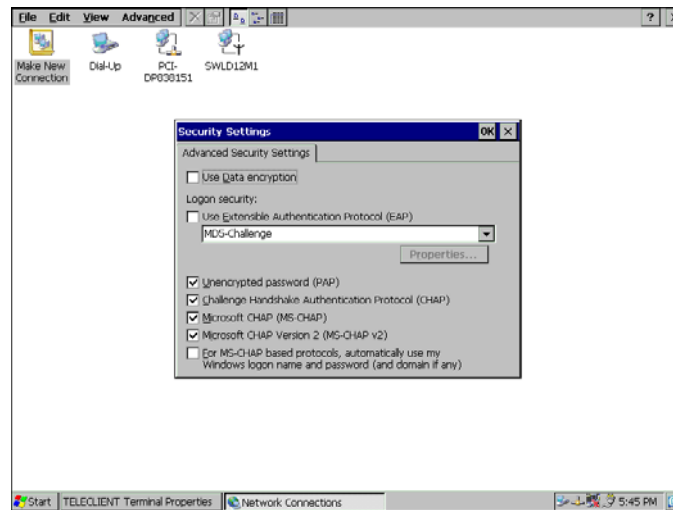 File Edit View Advanced
?
Make New Connection
Dial-Up
PCI-DP838151
SWLD12M1
Security Settings
OK
Advanced Security Settings
Use Data encryption
Logon security:
Use Extensible Authentication Protocol (EAP)
MD5-Challenge
Properties...
Unencrypted password (PAP)
Challenge Handshake Authentication Protocol (CHAP)
Microsoft CHAP (MS-CHAP)
Microsoft CHAP Version 2 (MS-CHAP v2)
For MS-CHAP based protocols, automatically use my
Windows logon name and password (and domain if any)
Start
TELECLIENT Terminal Properties
Network Connections
5:45 PM